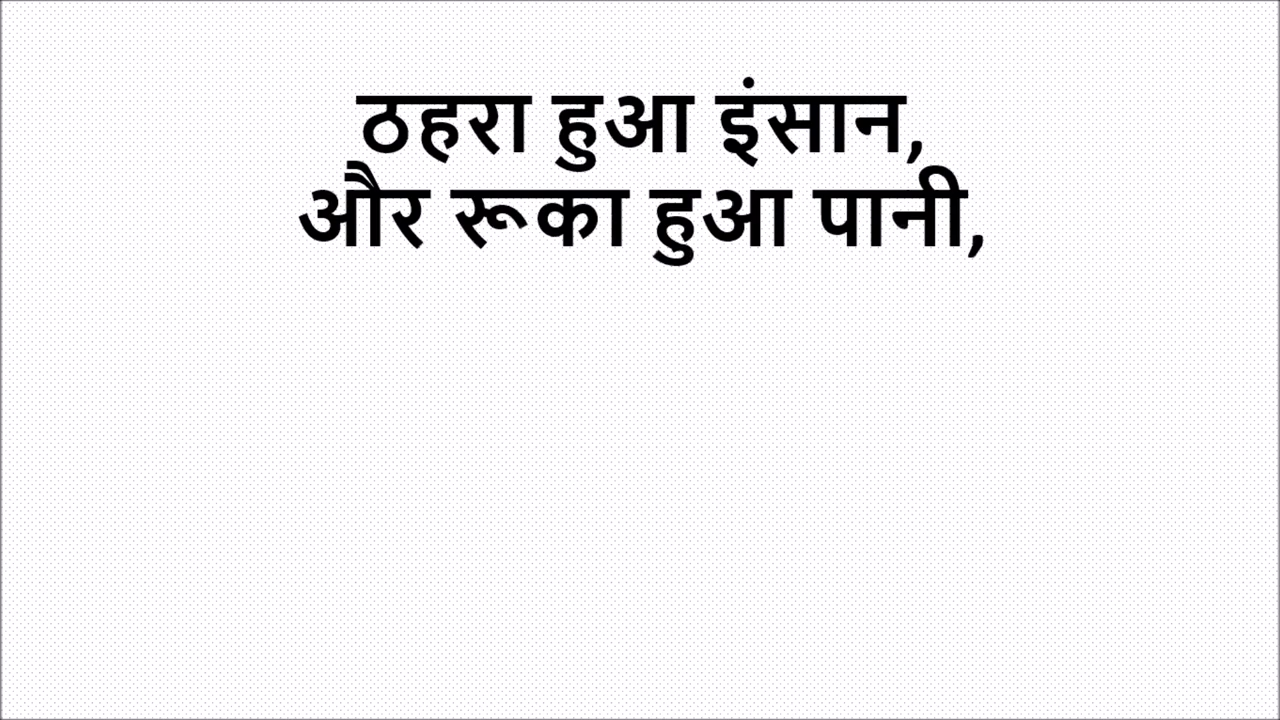 ठहरा हुआ इंसान,
और रूका हुआ पानी,